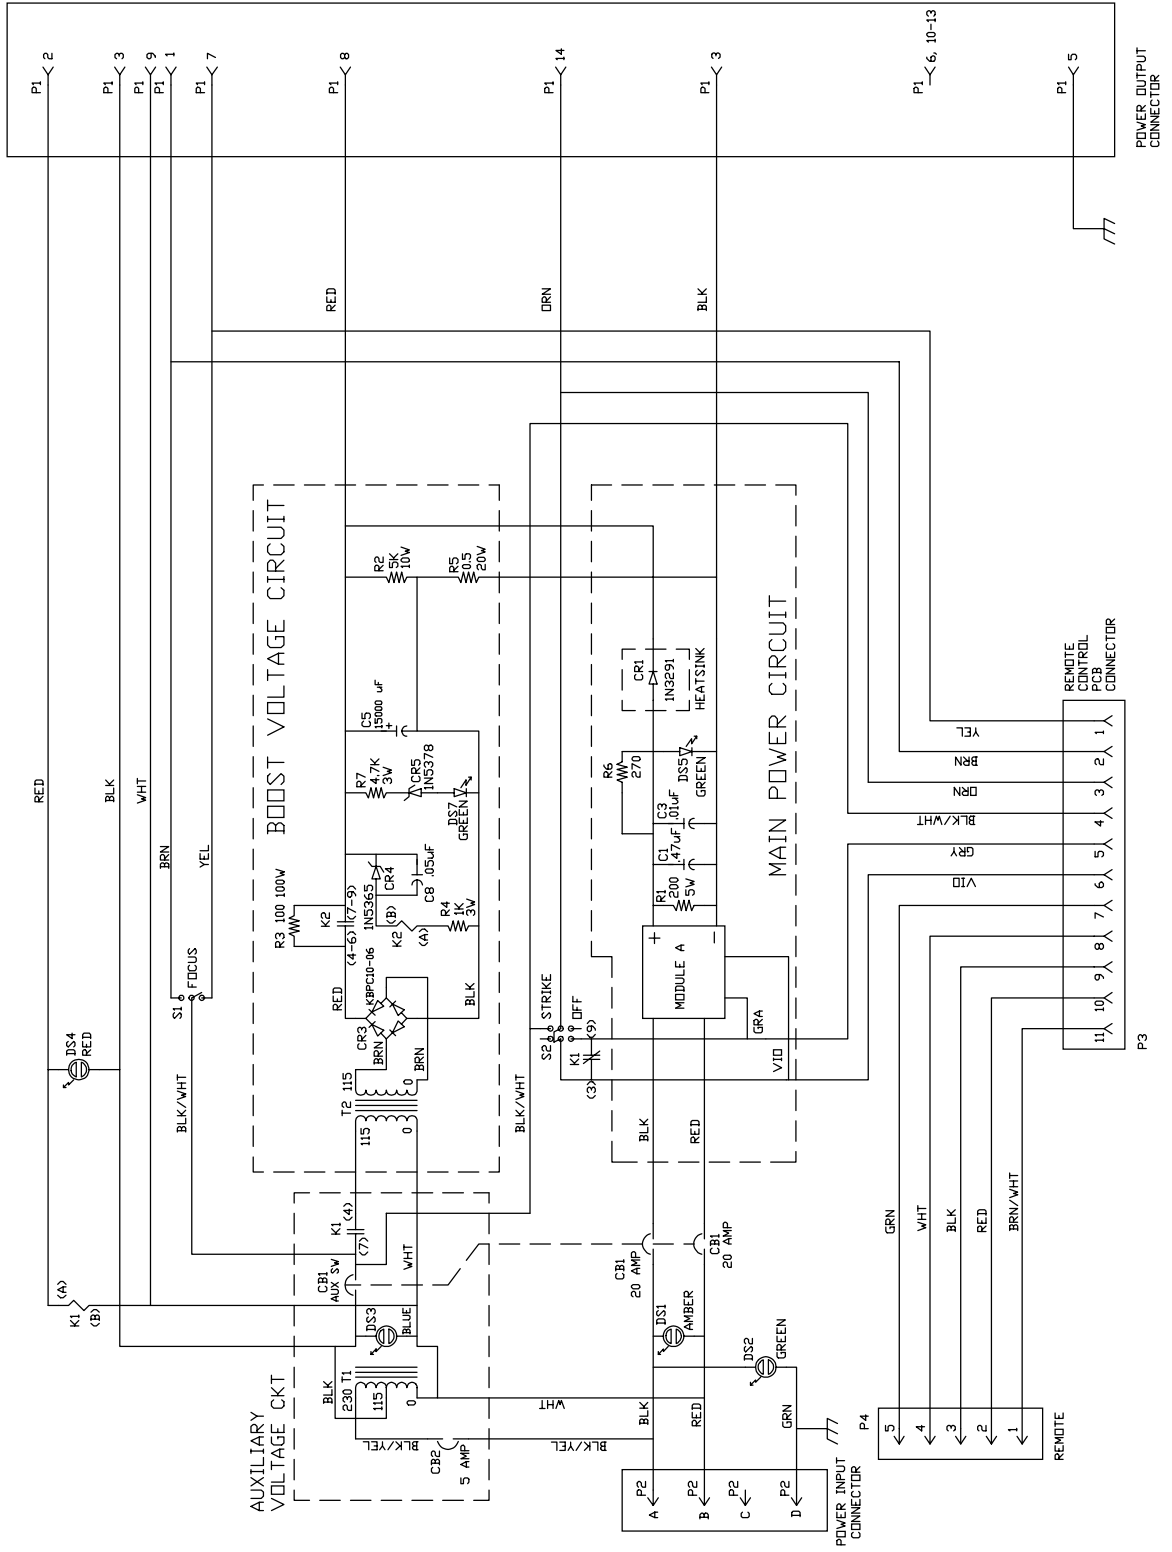 P1 2
P1 3
P1 9
P1 1
P1 7
P1 8
P1 14
P1 3
P1 6, 10-13
P1 5
POWER OUTPUT
CONNECTOR
RED
BLK
WHT
BRN
YEL
RED
ORN
BLK
DS4
RED
S1
FOCUS
BLK/WHT
K1
(A)
(B)
BOOST VOLTAGE CIRCUIT
R3 100 100W
K2
(4-6)
(7-9)
RED
KBPC10-06
CR3
BRN
BRN
BLK
T2
115
0
115
0
1N5365
CR4
C8 .05uF
K2
(B)
(A)
R4
1K
3W
R7
4.7K
3W
CR5
1N5378
DS7
GREEN
C5
15000 uF
+
R2
5K
10W
R5
0.5
20W
AUXILIARY
VOLTAGE CKT
K1
(4)
(7)
CB1
AUX SW
WHT
DS3
BLUE
BLK
230 T1
115
0
BLK/YEL
CB2
5 AMP
BLK/YEL
WHT
BLK/WHT
S2
STRIKE
OFF
K1
(9)
(3)
MAIN POWER CIRCUIT
MODULE A
+
-
GRA
VIO
BLK
RED
R1
200
5W
C1
.47uF
C3
.01uF
R6
270
DS5
GREEN
CR1
1N3291
HEATSINK
CB1
20 AMP
CB1
20 AMP
DS1
AMBER
DS2
GREEN
BLK
RED
GRN
P2
A
P2
B
P2
C
P2
D
POWER INPUT
CONNECTOR
REMOTE
CONTROL
PCB
CONNECTOR
YEL
BRN
ORN
BLK/WHT
GRY
VIO
1
2
3
4
5
6
7
8
9
10
11
P3
GRN
WHT
BLK
RED
BRN/WHT
P4
5
4
3
2
1
REMOTE